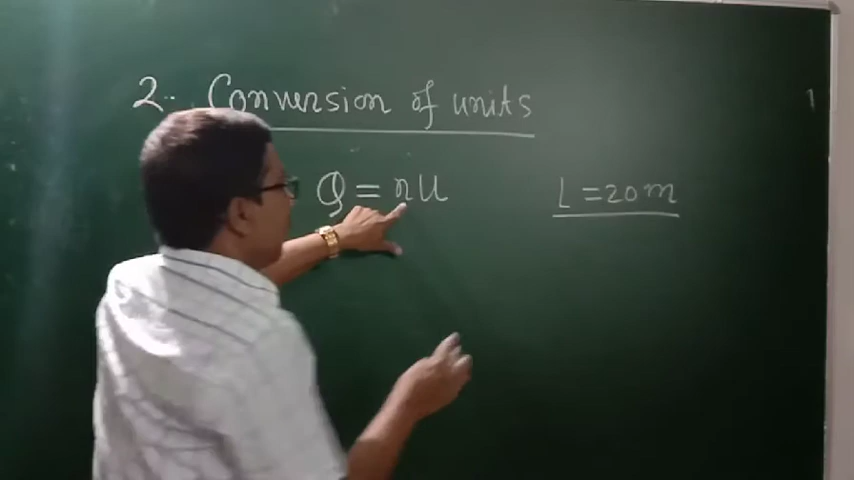 2.. Conversion of units
Q = nu L = 20 m